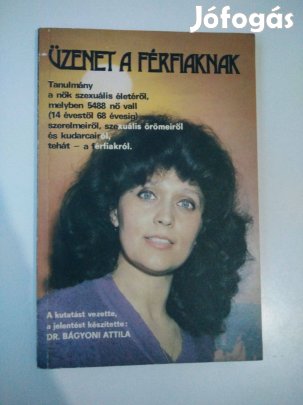 Jófogás
ÜZENET A FÉRFIAKNAK
Tanulmány
a nők szexuális életéről,
melyben 5488 nő vall
(14 évestől 68 évesig)
szerelmeiről, szexuális örömeiről
és kudarcairól,
tehát – a férfiakról.
A kutatást vezette,
a jelentést készítette:
DR. BÁGYONI ATTILA